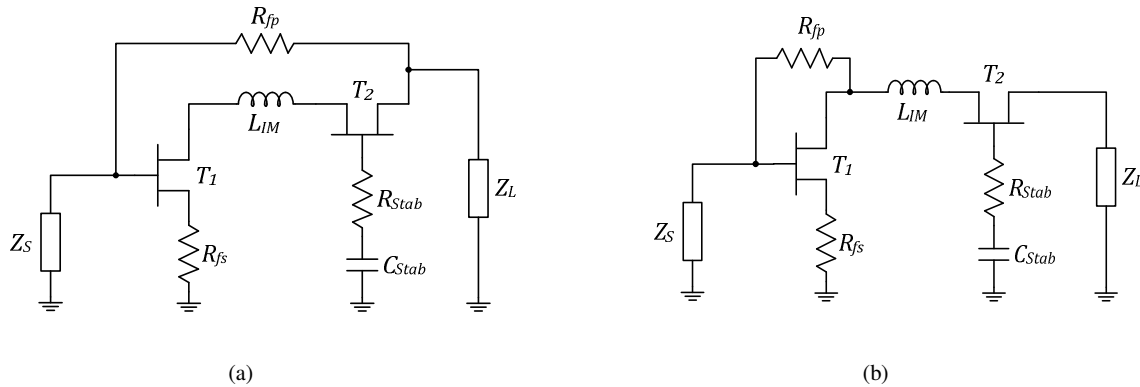 R_fp
T_2
L_IM
T_1
R_Stab
Z_L
Z_S
R_fs
C_Stab
(a)
R_fp
T_2
L_IM
T_1
R_Stab
Z_L
Z_S
R_fs
C_Stab
(b)